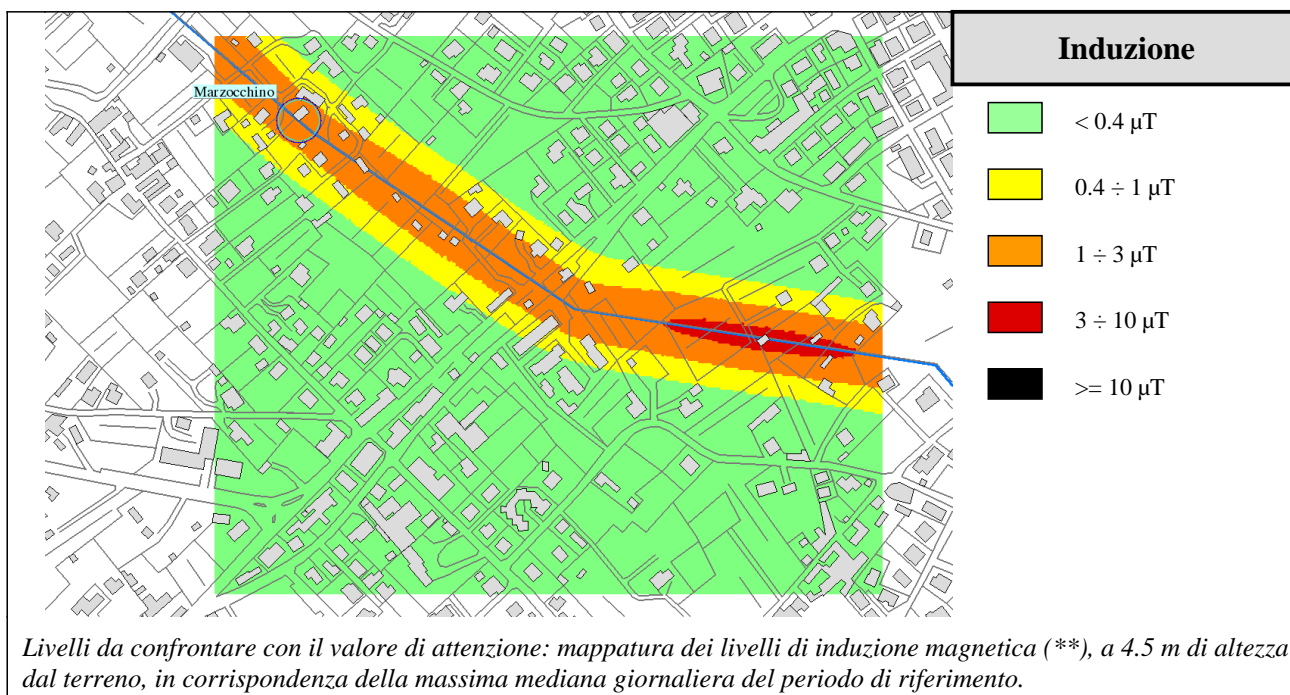 Induzione
Marzocchino
< 0.4 µT
0.4 ÷ 1 µT
1 ÷ 3 µT
3 ÷ 10 µT
>= 10 µT
Livelli da confrontare con il valore di attenzione: mappatura dei livelli di induzione magnetica (**), a 4.5 m di altezza
dal terreno, in corrispondenza della massima mediana giornaliera del periodo di riferimento.